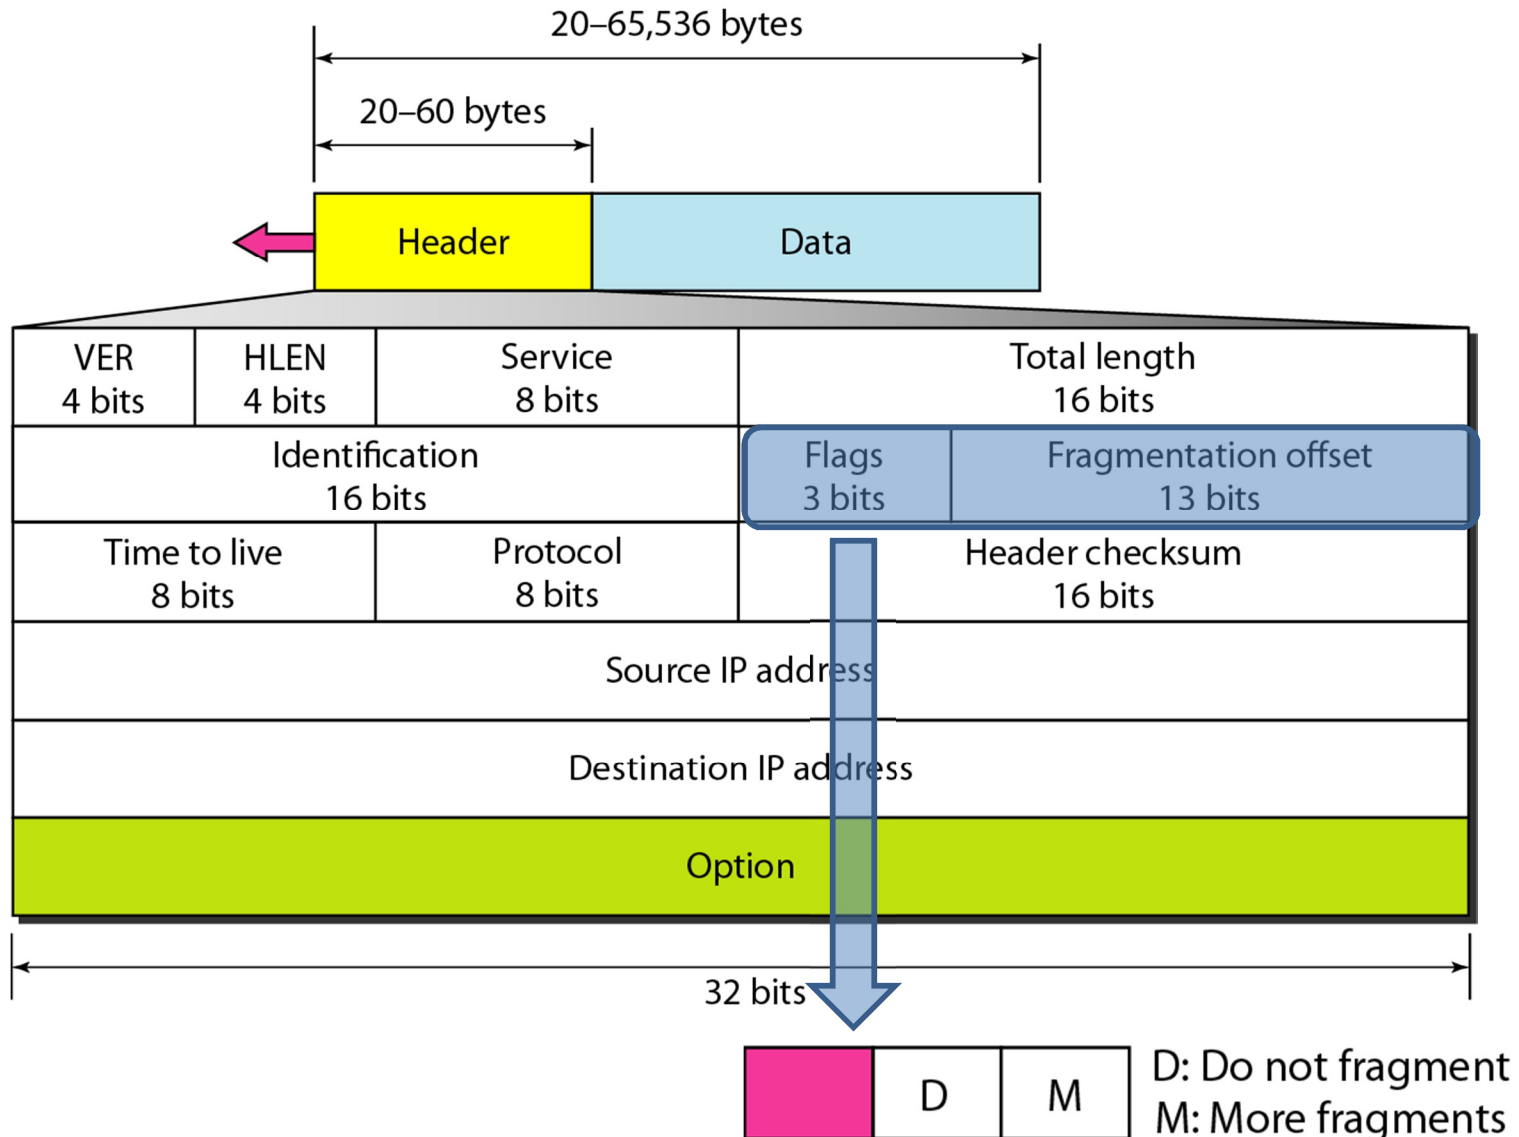 20–65,536 bytes
20–60 bytes
Header
Data
VER
4 bits
HLEN
4 bits
Service
8 bits
Total length
16 bits
Identification
16 bits
Flags
3 bits
Fragmentation offset
13 bits
Time to live
8 bits
Protocol
8 bits
Header checksum
16 bits
Source IP address
Destination IP address
Option
32 bits
D
M
D: Do not fragment
M: More fragments